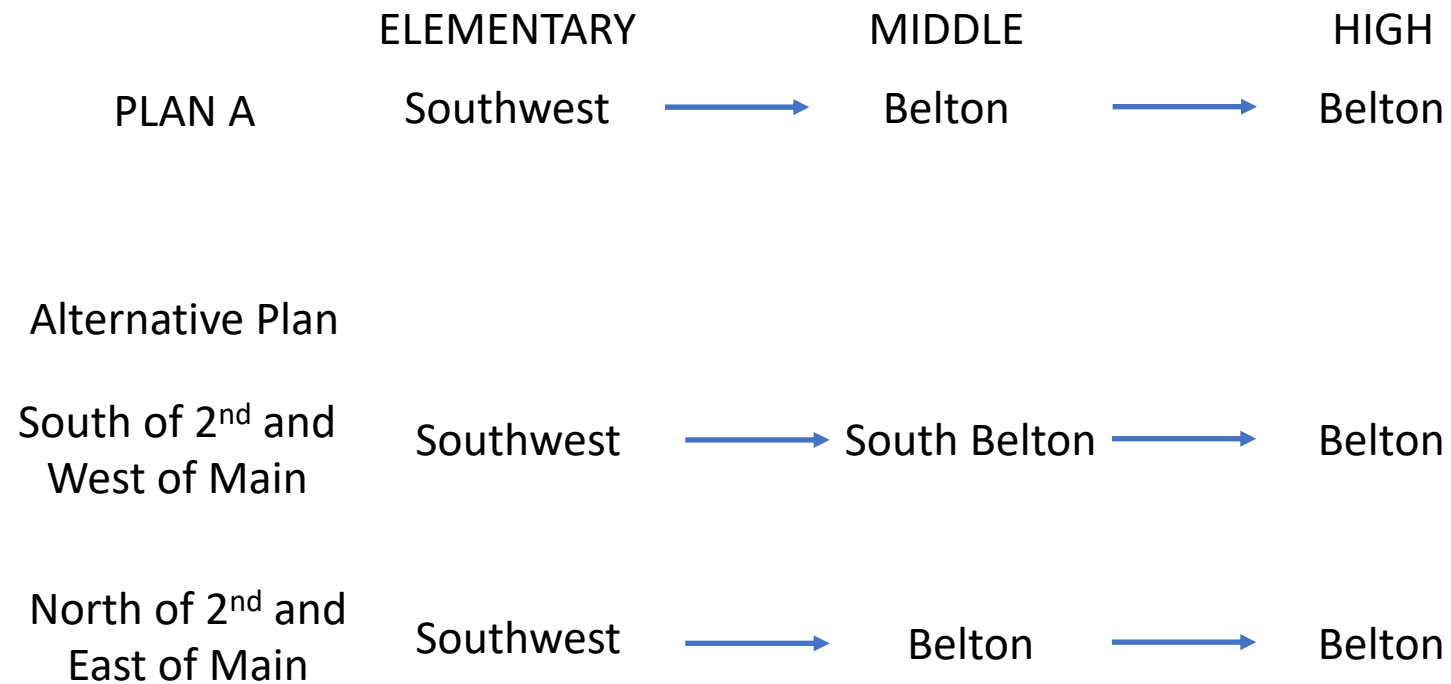 ELEMENTARY MIDDLE HIGH
PLAN A Southwest Belton Belton
Alternative Plan
South of 2nd and
West of Main Southwest South Belton Belton
North of 2nd and
East of Main Southwest Belton Belton